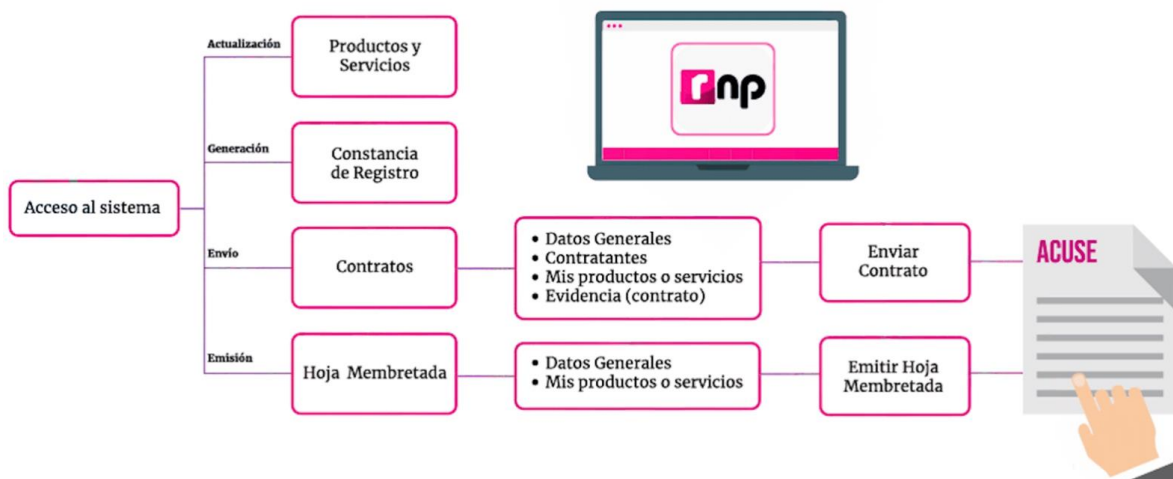 Actualización
Productos y
Servicios
rnp
Generación
Constancia
de Registro
Acceso al sistema
Envío
Contratos
• Datos Generales
• Contratantes
• Mis productos o servicios
• Evidencia (contrato)
Enviar
Contrato
ACUSE
Emisión
Hoja Membretada
• Datos Generales
• Mis productos o servicios
Emitir Hoja
Membretada